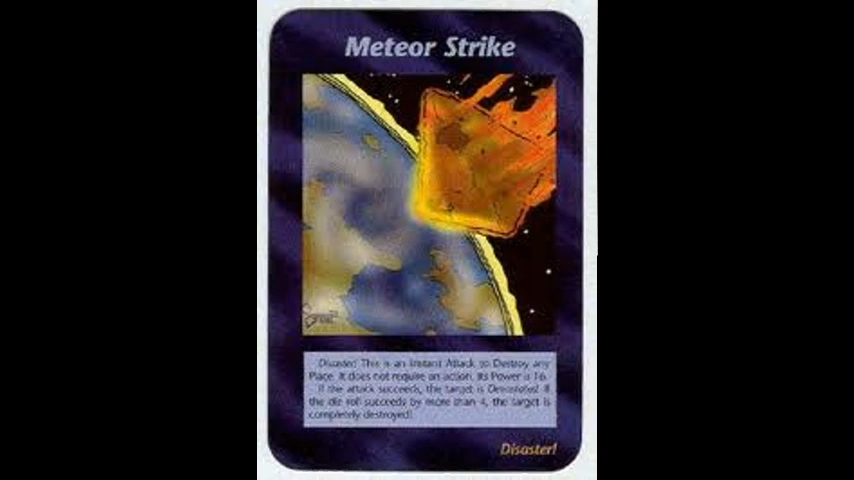 Meteor Strike
Disaster! This is an Instant Attack to Destroy any
Place. It does not require an action. Its Power is 16.
If the attack succeeds, the target is Devastated! If
the die roll succeeds by more than 4, the target is
completely destroyed!
Disaster!